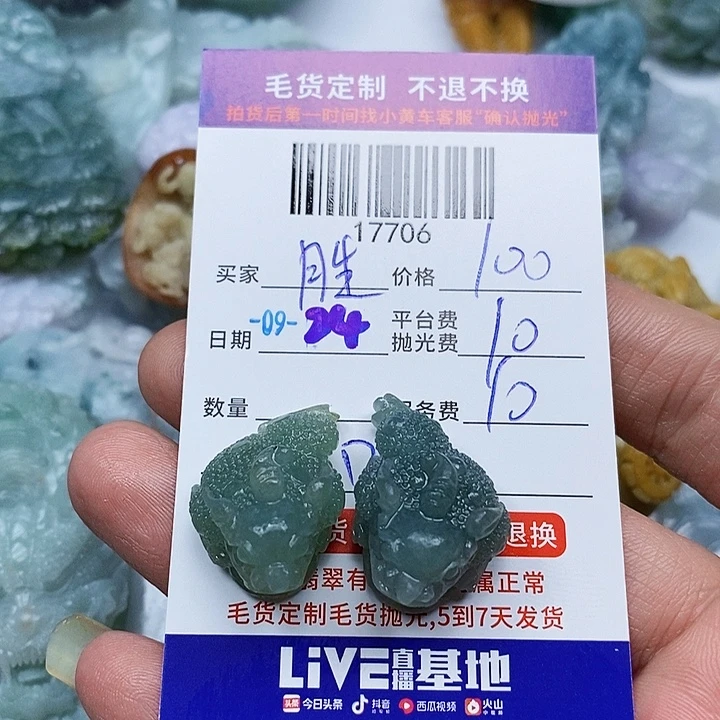 毛货定制 不退不换
拍货后第一时间找小黄车客服“确认抛光”
17706
买家 胜 价格 100
日期 -09-24 平台费 抛光费 10
数量 务费 10
货 退换
翡翠有 属正常
毛货定制毛货抛光,5到7天发货
LiVE直播基地
今日头条 抖音 西瓜视频 火山